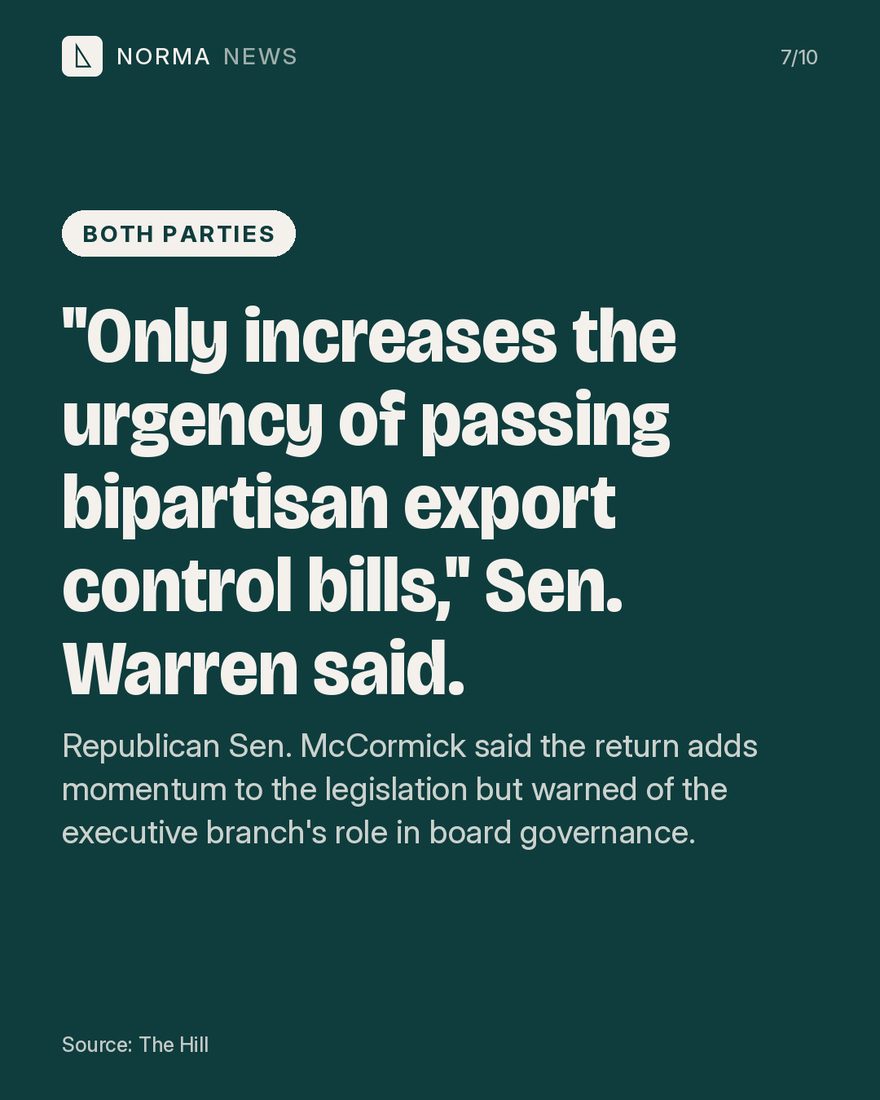 NORMA NEWS
7/10
BOTH PARTIES
"Only increases the
urgency of passing
bipartisan export
control bills," Sen.
Warren said.
Republican Sen. McCormick said the return adds
momentum to the legislation but warned of the
executive branch's role in board governance.
Source: The Hill